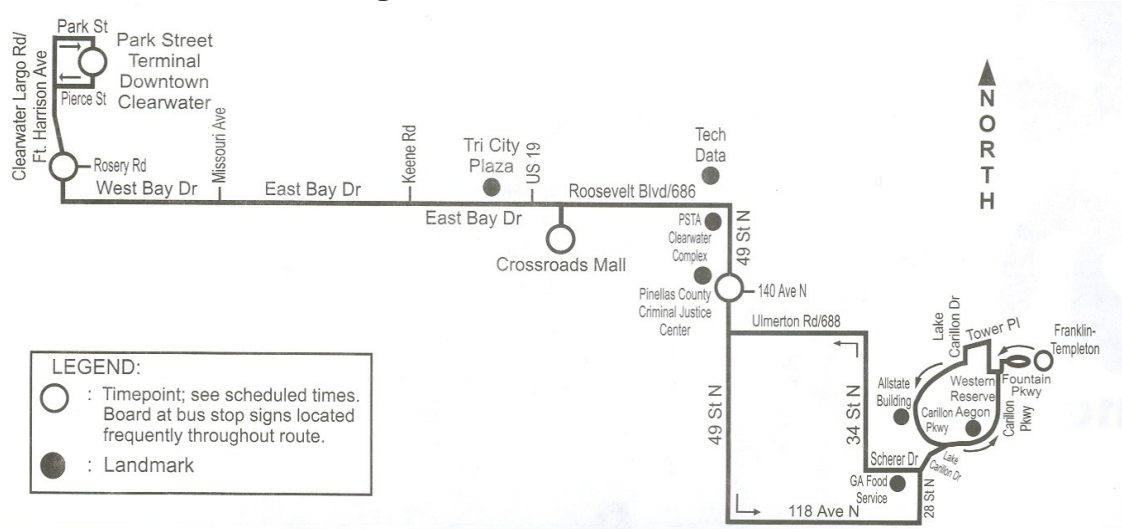 Park St
Park Street
Terminal
Downtown
Clearwater
Pierce St
Clearwater Largo Rd/
Ft. Harrison Ave
Rosery Rd
West Bay Dr
Missouri Ave
East Bay Dr
Keene Rd
Tri City
Plaza
US 19
East Bay Dr
Crossroads Mall
Roosevelt Blvd/686
Tech
Data
PSTA
Clearwater
Complex
49 St N
Pinellas County
Criminal Justice
Center
140 Ave N
NORTH
Ulmerton Rd/688
49 St N
34 St N
118 Ave N
28 St N
Scherer Dr
GA Food
Service
Lake
Carillon Dr
Allstate
Building
Carillon
Pkwy
Lake
Carillon Dr
Tower Pl
Western
Reserve
Aegon
Carillon
Pkwy
Fountain
Pkwy
Franklin-
Templeton
LEGEND:
: Timepoint; see scheduled times.
Board at bus stop signs located
frequently throughout route.
: Landmark